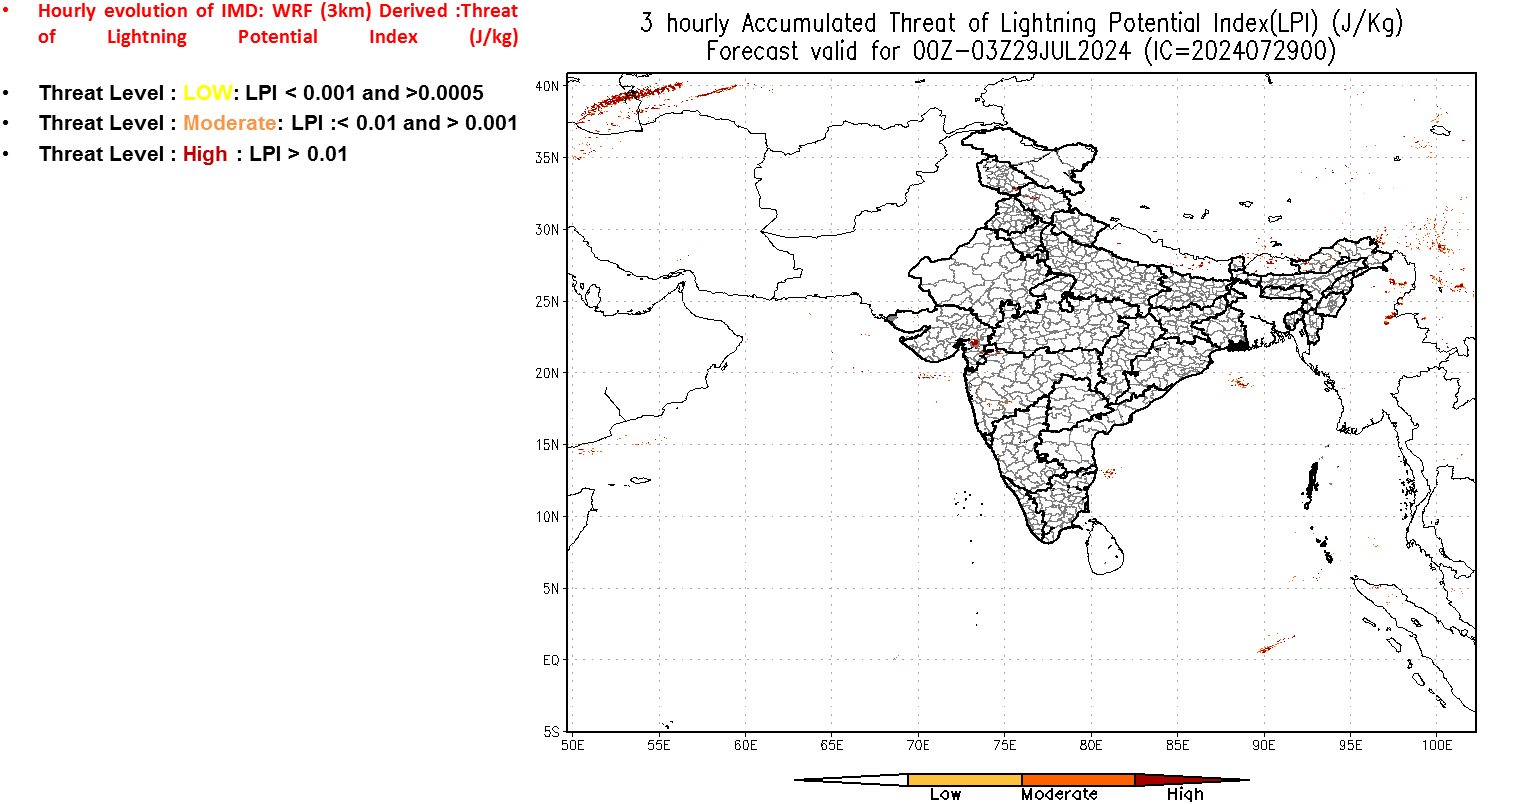 • Hourly evolution of IMD: WRF (3km) Derived :Threat
of Lightning Potential Index (J/kg)
• Threat Level : LOW: LPI < 0.001 and >0.0005
• Threat Level : Moderate: LPI :< 0.01 and > 0.001
• Threat Level : High : LPI > 0.01
3 hourly Accumulated Threat of Lightning Potential Index(LPI) (J/Kg)
Forecast valid for 00Z-03Z29JUL2024 (IC=2024072900)
40N
35N
30N
25N
20N
15N
10N
5N
EQ
5S
50E 55E 60E 65E 70E 75E 80E 85E 90E 95E 100E
Low Moderate High